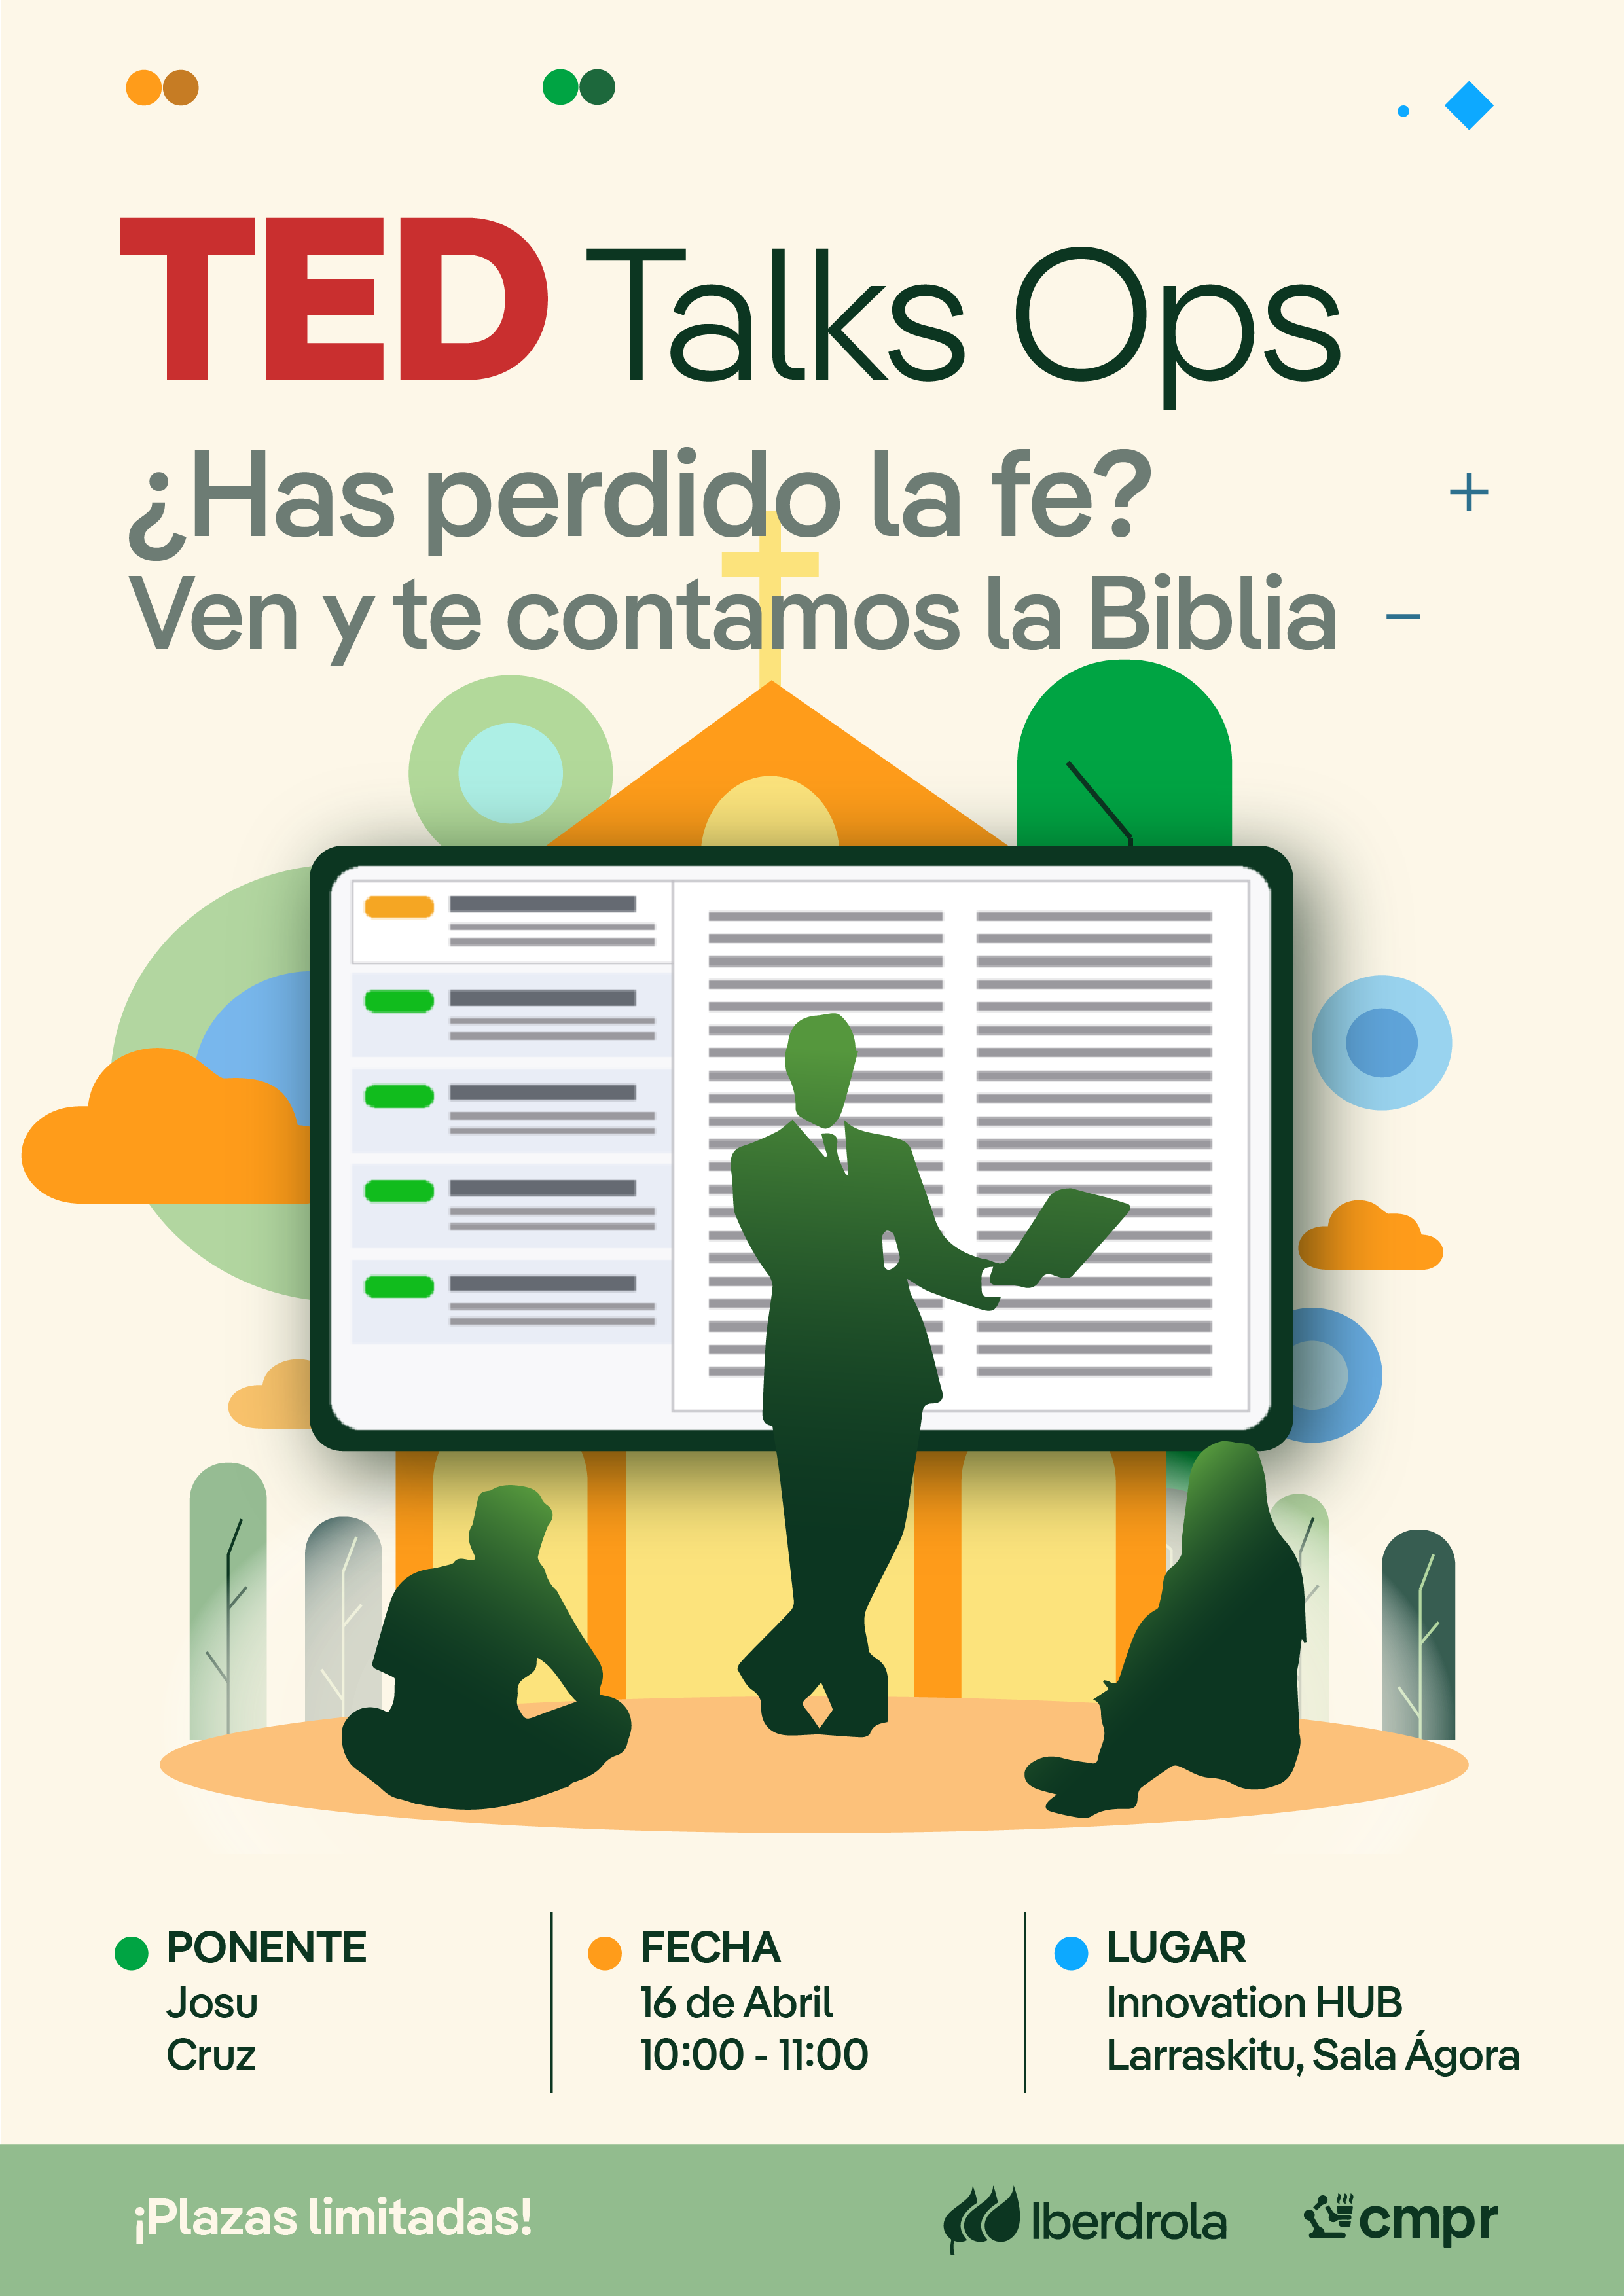 TED Talks Ops
¿Has perdido la fe?
Ven y te contamos la Biblia
PONENTE
Josu
Cruz
FECHA
16 de Abril
10:00 - 11:00
LUGAR
Innovation HUB
Larraskitu, Sala Ágora
¡Plazas limitadas!
Iberdrola
cmpr